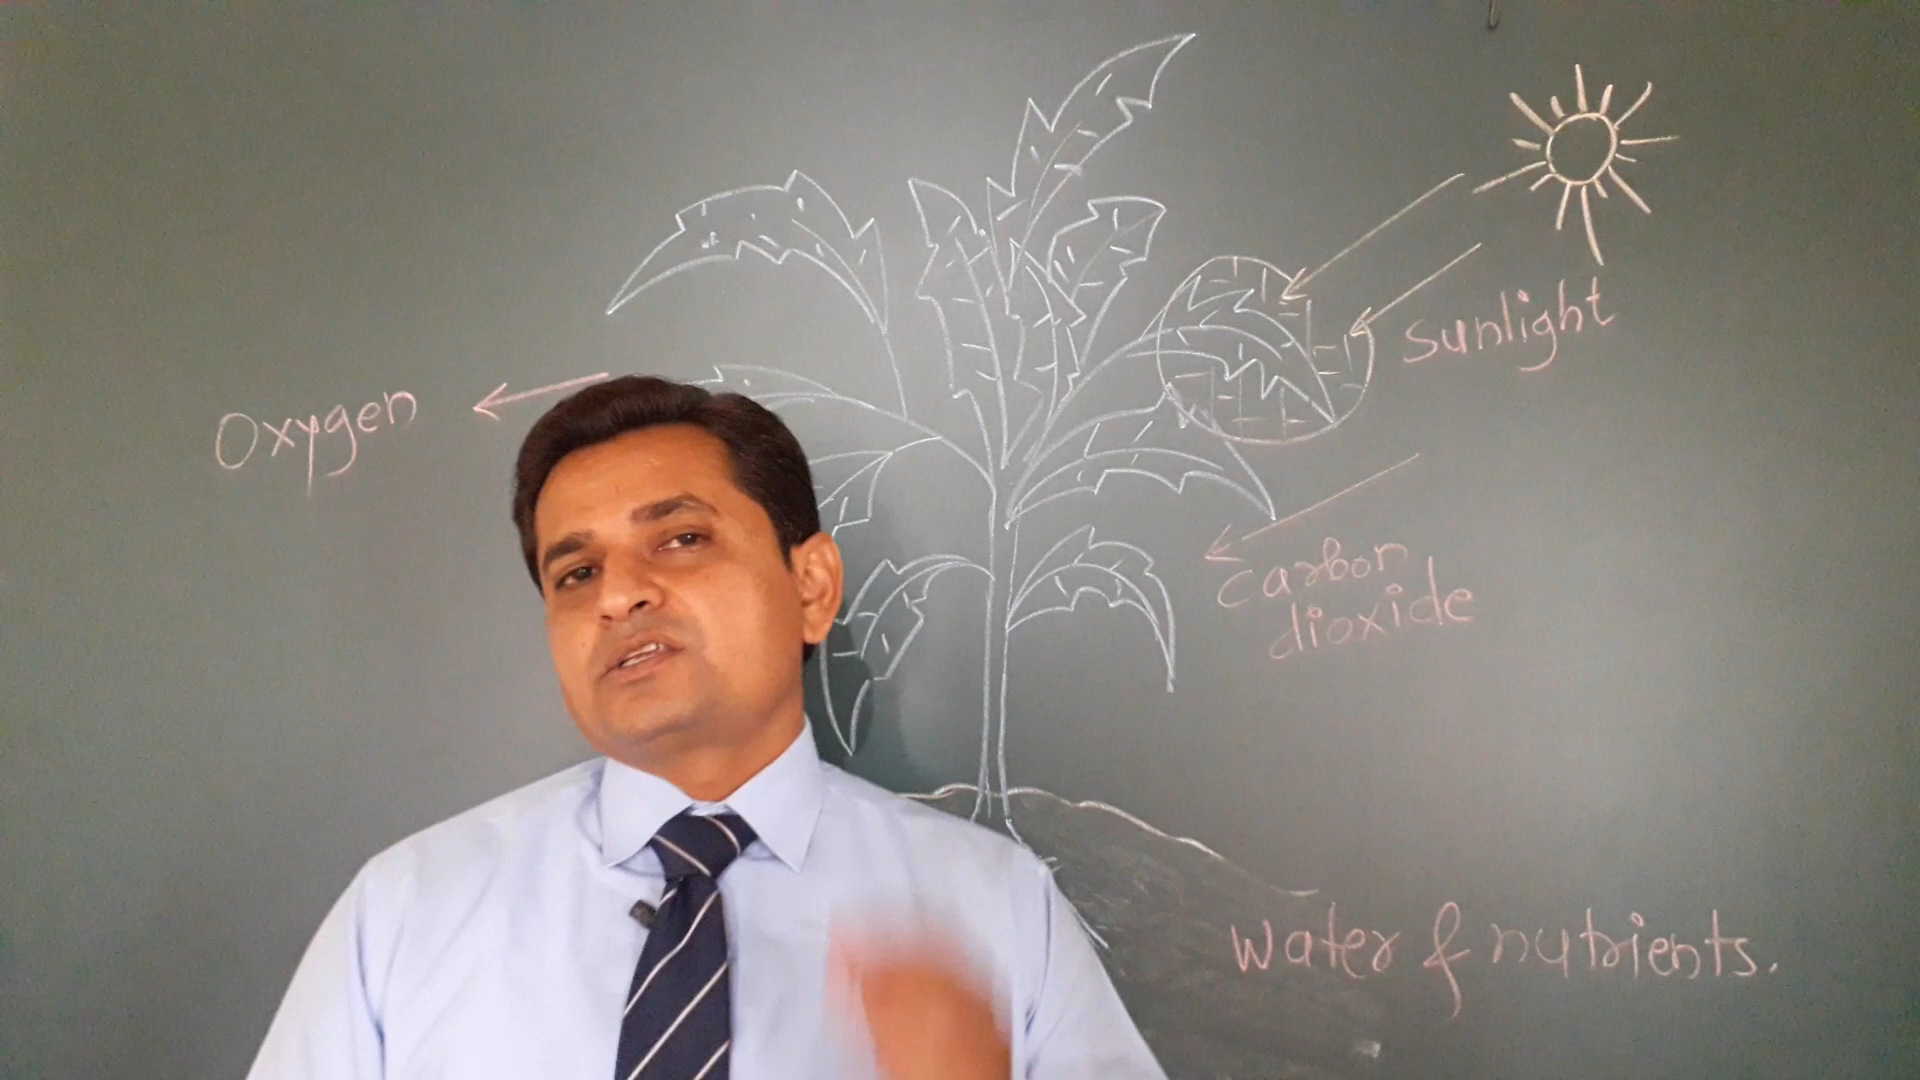 Sunlight
Oxygen
Carbon
dioxide
Water & nutrients.